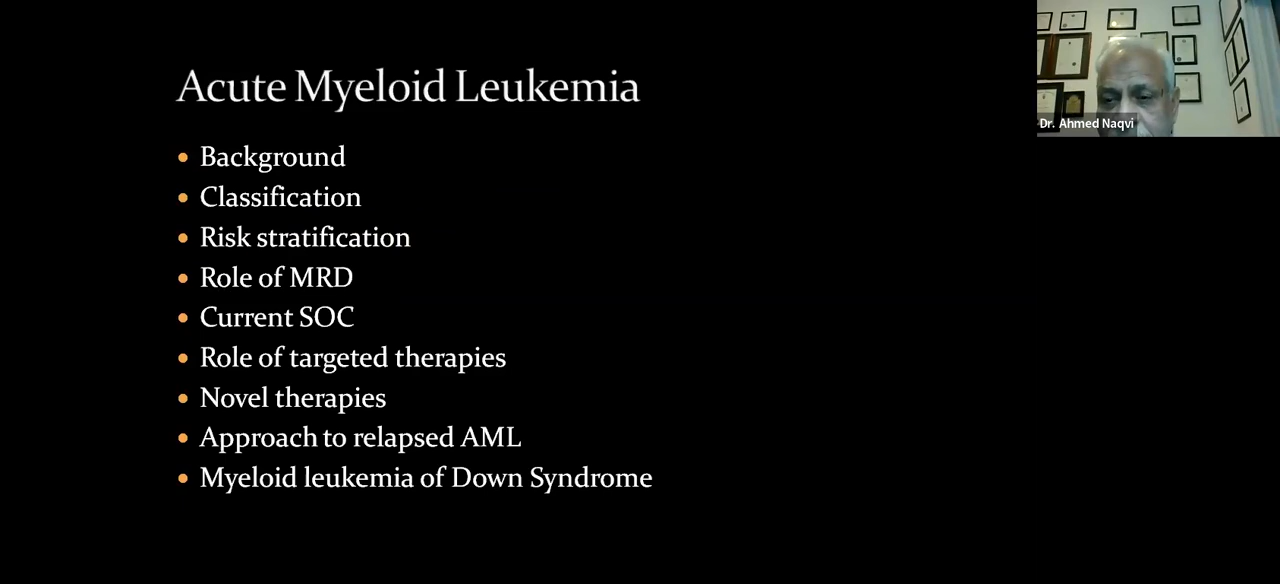 Acute Myeloid Leukemia
Background
Classification
Risk stratification
Role of MRD
Current SOC
Role of targeted therapies
Novel therapies
Approach to relapsed AML
Myeloid leukemia of Down Syndrome
Dr. Ahmed Naqvi